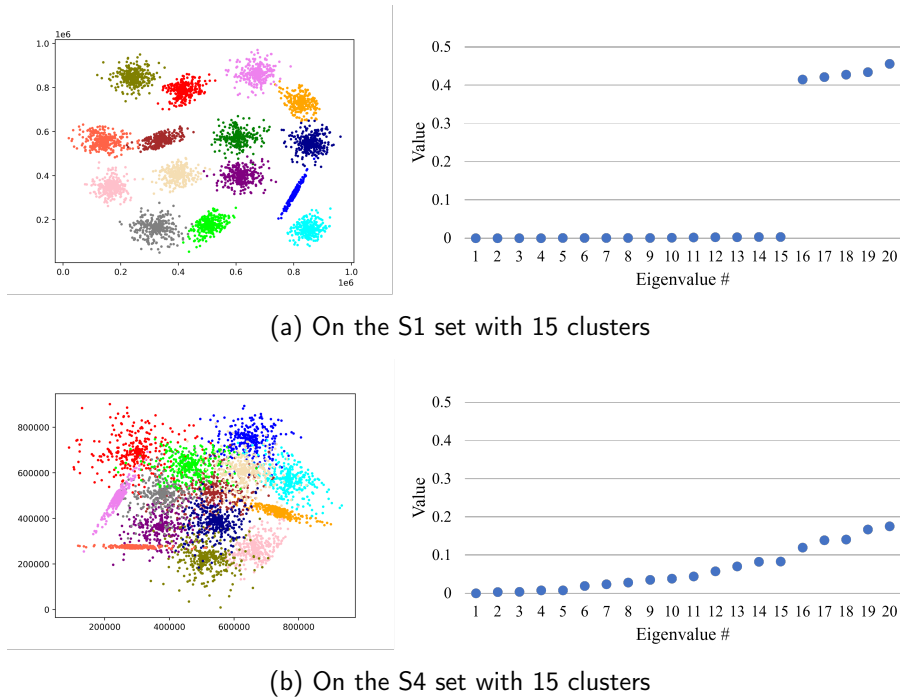 1e6
1.0
0.8
0.6
0.4
0.2
0.0 0.2 0.4 0.6 0.8 1.0
1e6
0.5
0.4
0.3
0.2
0.1
0
Value
1 2 3 4 5 6 7 8 9 10 11 12 13 14 15 16 17 18 19 20
Eigenvalue #
(a) On the S1 set with 15 clusters
800000
600000
400000
200000
0
200000 400000 600000 800000
0.5
0.4
0.3
0.2
0.1
0
Value
1 2 3 4 5 6 7 8 9 10 11 12 13 14 15 16 17 18 19 20
Eigenvalue #
(b) On the S4 set with 15 clusters